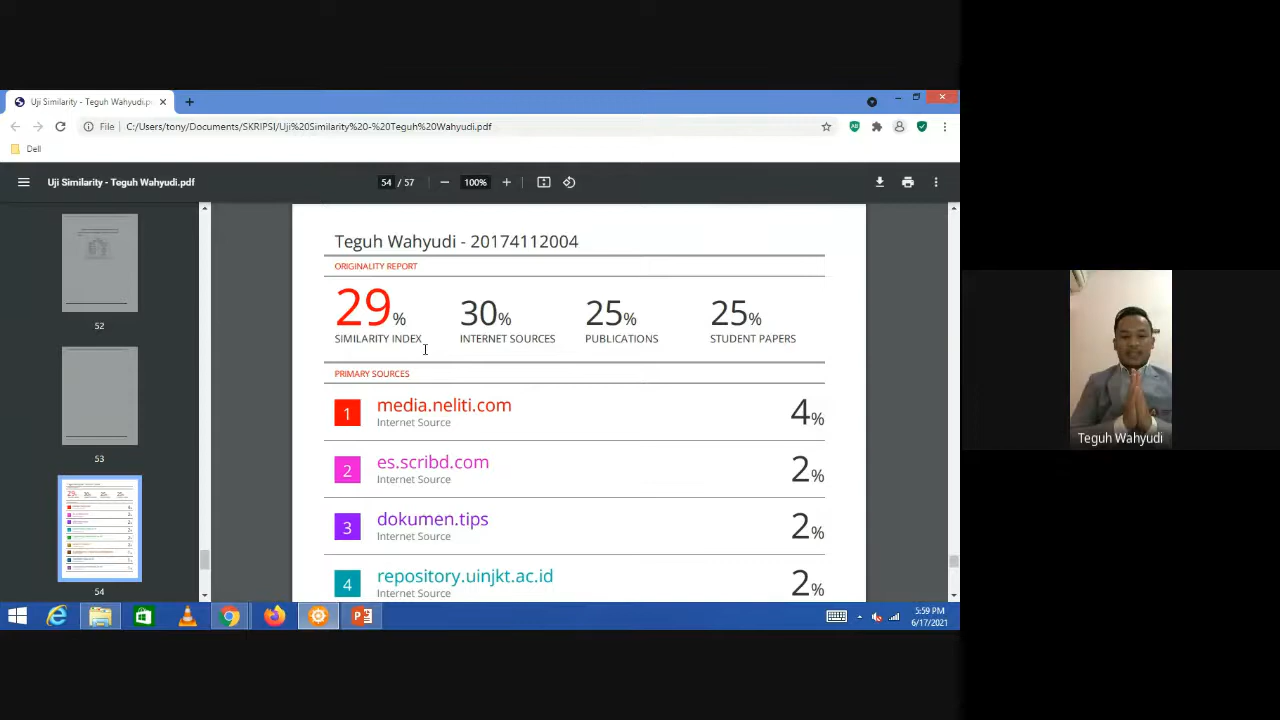 Uji Similarity - Teguh Wahyudi.p
File
C:/Users/tony/Documents/SKRIPSI/Uji%20Similarity%20-%20Teguh%20Wahyudi.pdf
Dell
Uji Similarity - Teguh Wahyudi.pdf
54 / 57
100%
52
53
54
Teguh Wahyudi - 20174112004
ORIGINALITY REPORT
29%
SIMILARITY INDEX
30%
INTERNET SOURCES
25%
PUBLICATIONS
25%
STUDENT PAPERS
PRIMARY SOURCES
1
media.neliti.com
Internet Source
4%
2
es.scribd.com
Internet Source
2%
3
dokumen.tips
Internet Source
2%
4
repository.uinjkt.ac.id
Internet Source
2%
5:59 PM
6/17/2021
Teguh Wahyudi